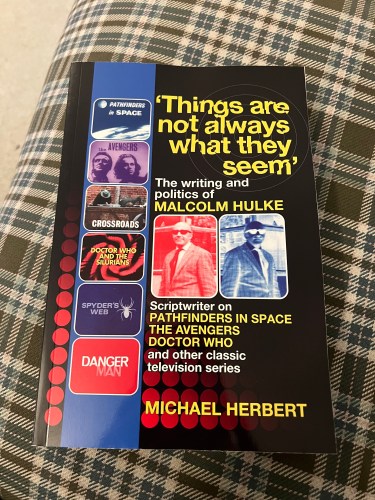 'Things are
not always
what they
seem'
The writing and
politics of
MALCOLM HULKE
Scriptwriter on
PATHFINDERS IN SPACE
THE AVENGERS
DOCTOR WHO
and other classic
television series
MICHAEL HERBERT
PATHFINDERS
in SPACE
the AVENGERS
CROSSROADS
DOCTOR WHO
AND THE
SILURIANS
SPYDER'S
WEB
DANGER
MAN